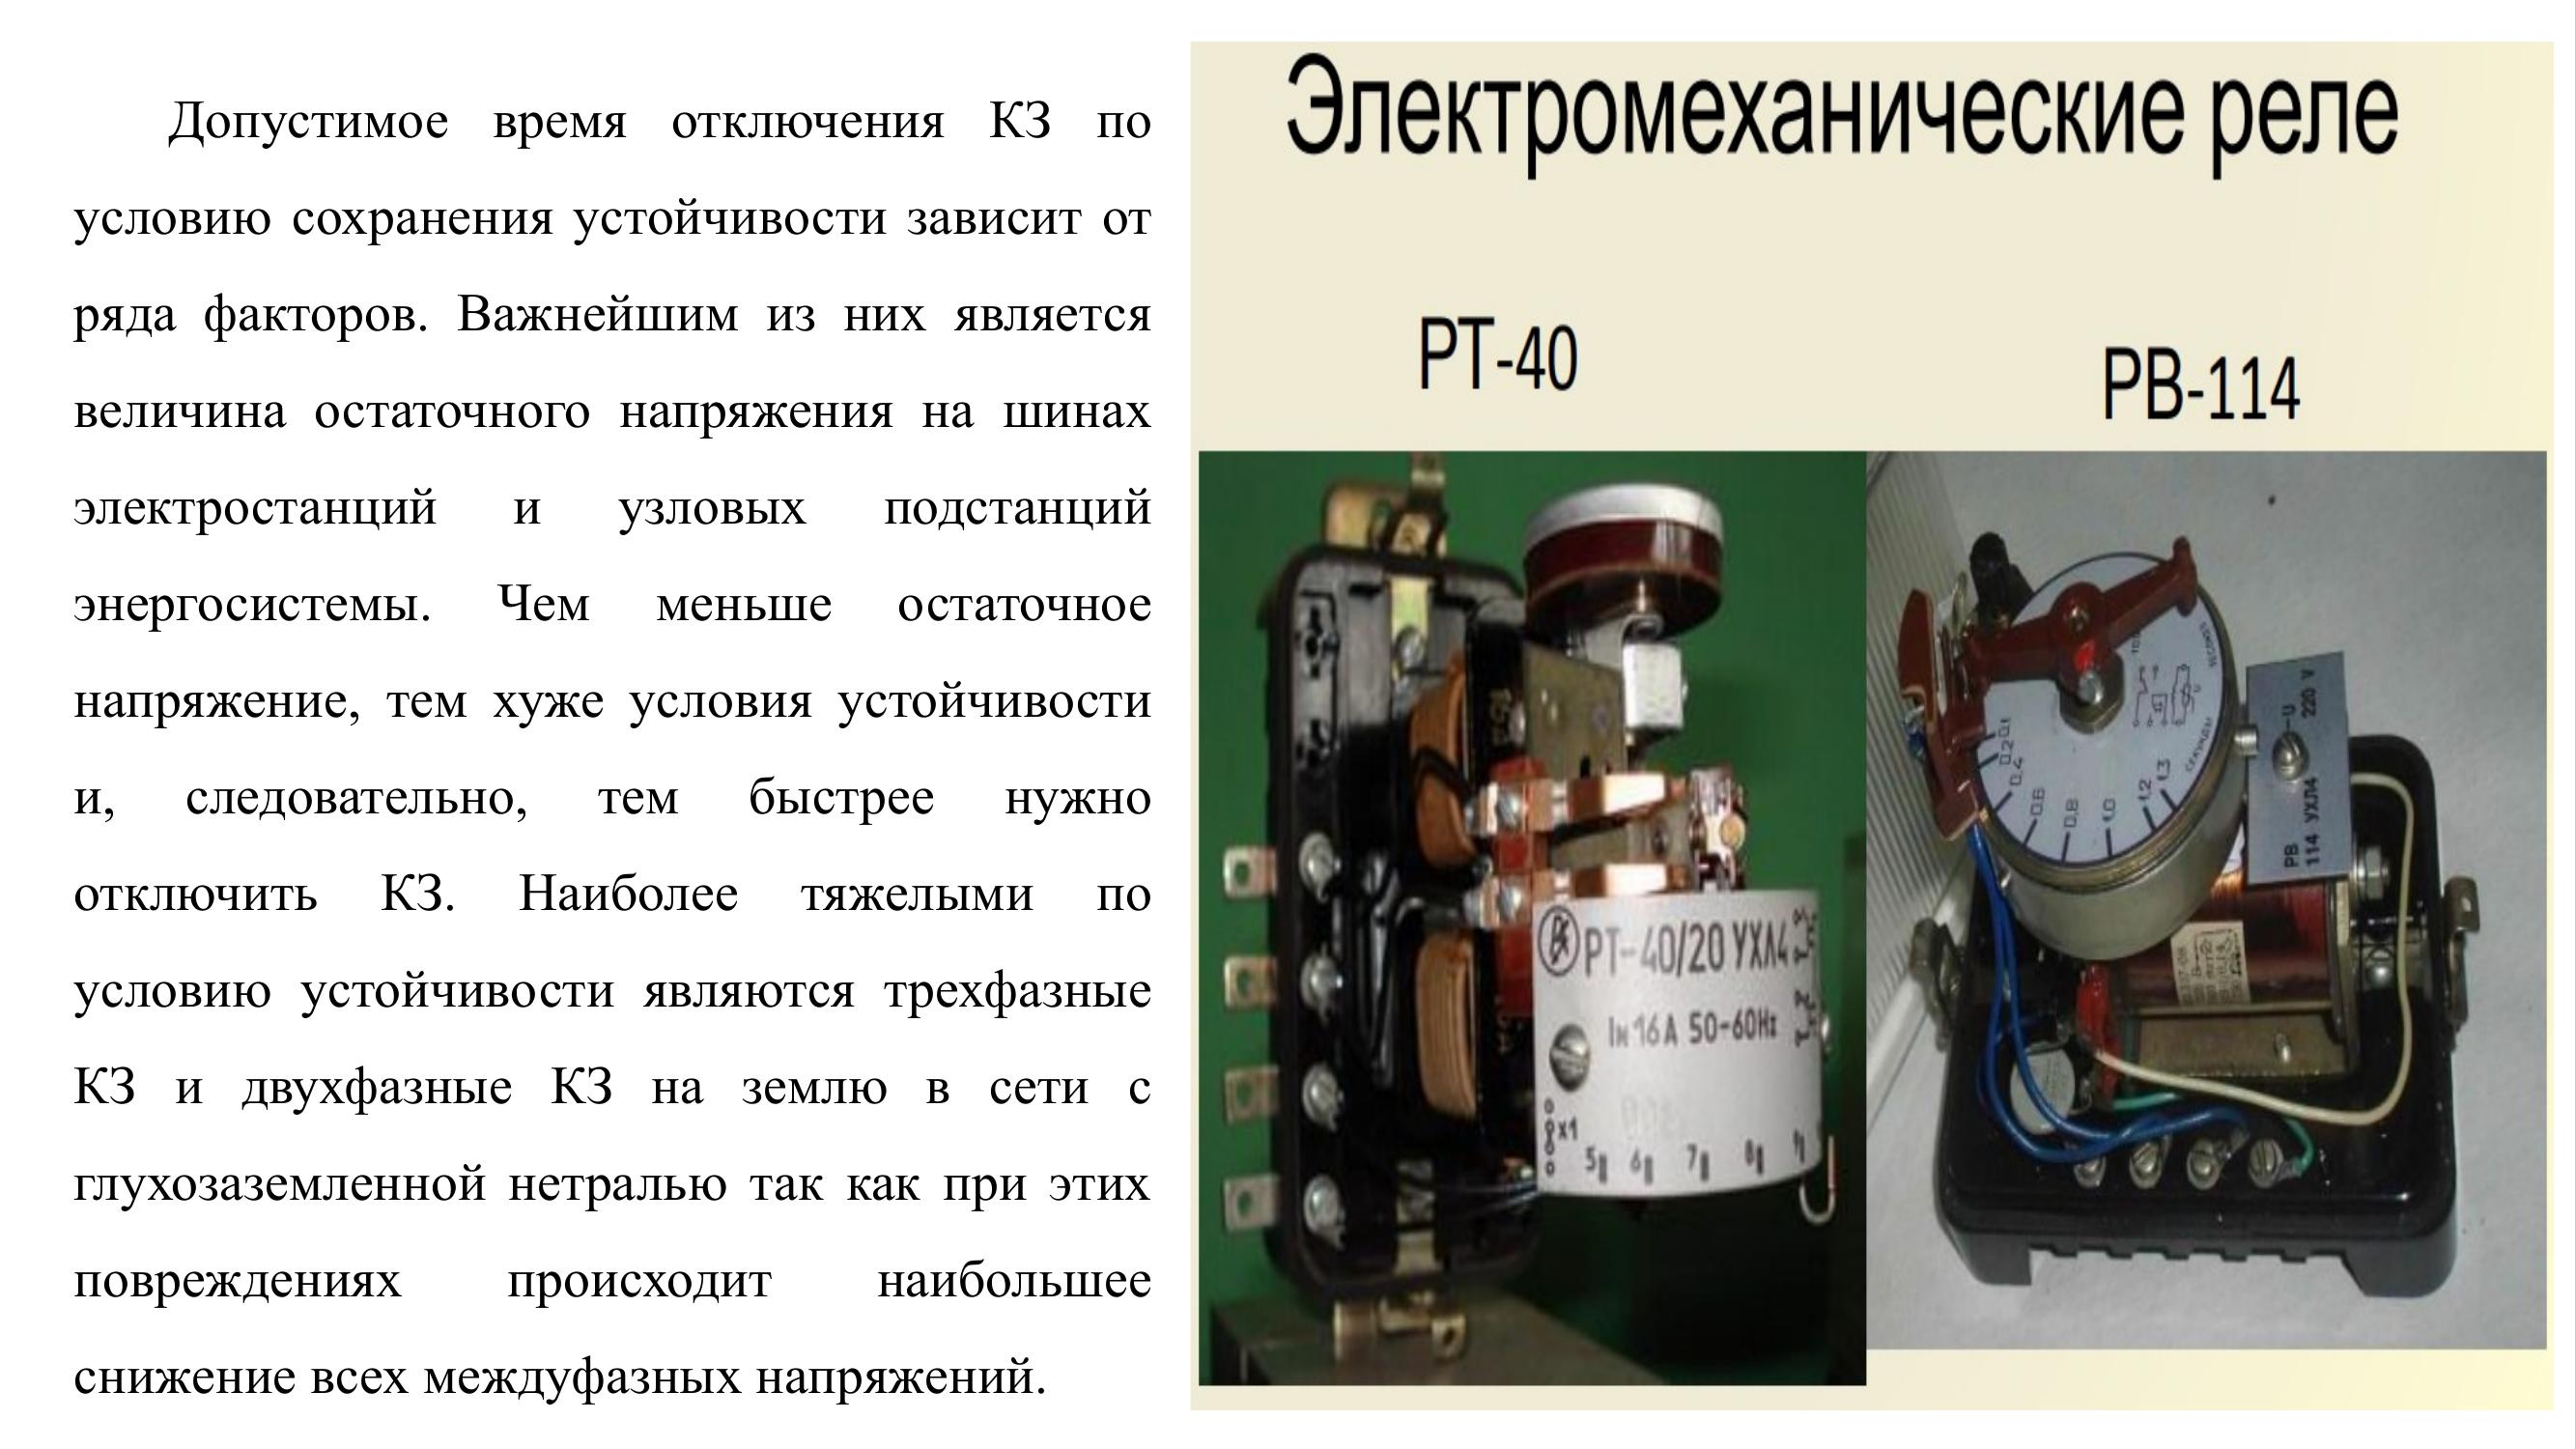 Допустимое время отключения КЗ по
условию сохранения устойчивости зависит от
ряда факторов. Важнейшим из них является
величина остаточного напряжения на шинах
электростанций и узловых подстанций
энергосистемы. Чем меньше остаточное
напряжение, тем хуже условия устойчивости
и, следовательно, тем быстрее нужно
отключить КЗ. Наиболее тяжелыми по
условию устойчивости являются трехфазные
КЗ и двухфазные КЗ на землю в сети с
глухозаземленной нетралью так как при этих
повреждениях происходит наибольшее
снижение всех междуфазных напряжений.
Электромеханические реле
РТ-40
РВ-114
РТ-40/20 УХЛ4
Iн 16А 50-60Hz
x1
5 6 7 8 9
0,1
0,2
0,4
0,6
0,8
1,0
1,2
1,3
секунды
U 220 V
РВ
114 УХЛ4